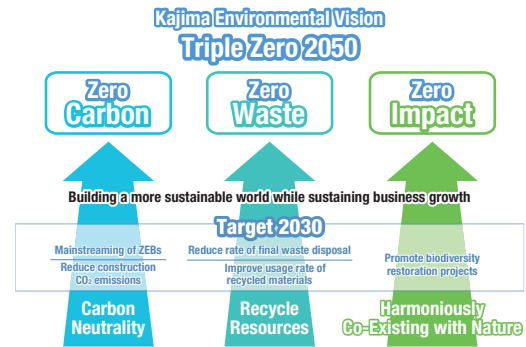 Kajima Environmental Vision
Triple Zero 2050
Zero
Carbon
Zero
Waste
Zero
Impact
Building a more sustainable world while sustaining business growth
Target 2030
Mainstreaming of ZEBs
Reduce construction
CO₂ emissions
Reduce rate of final waste disposal
Improve usage rate of
recycled materials
Promote biodiversity
restoration projects
Carbon
Neutrality
Recycle
Resources
Harmoniously
Co-Existing with Nature